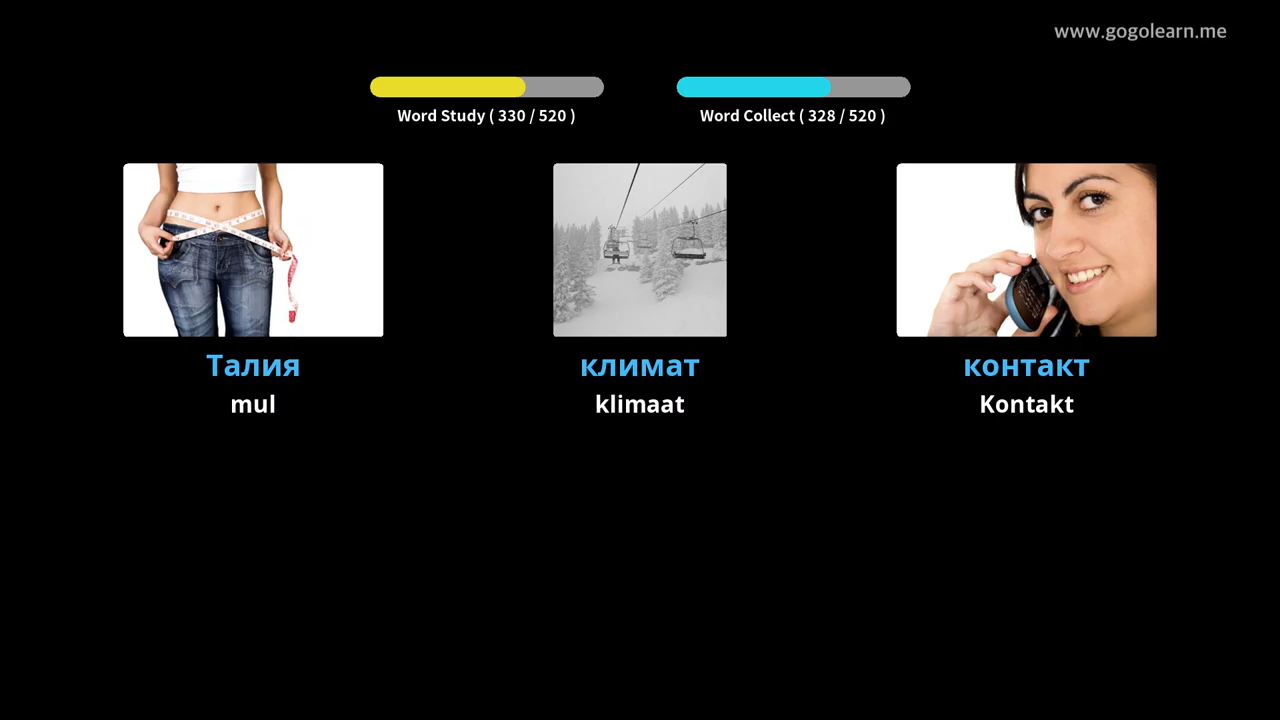 www.gogolearn.me
Word Study ( 330 / 520 )
Word Collect ( 328 / 520 )
Талия
климат
контакт
mul
klimaat
Kontakt